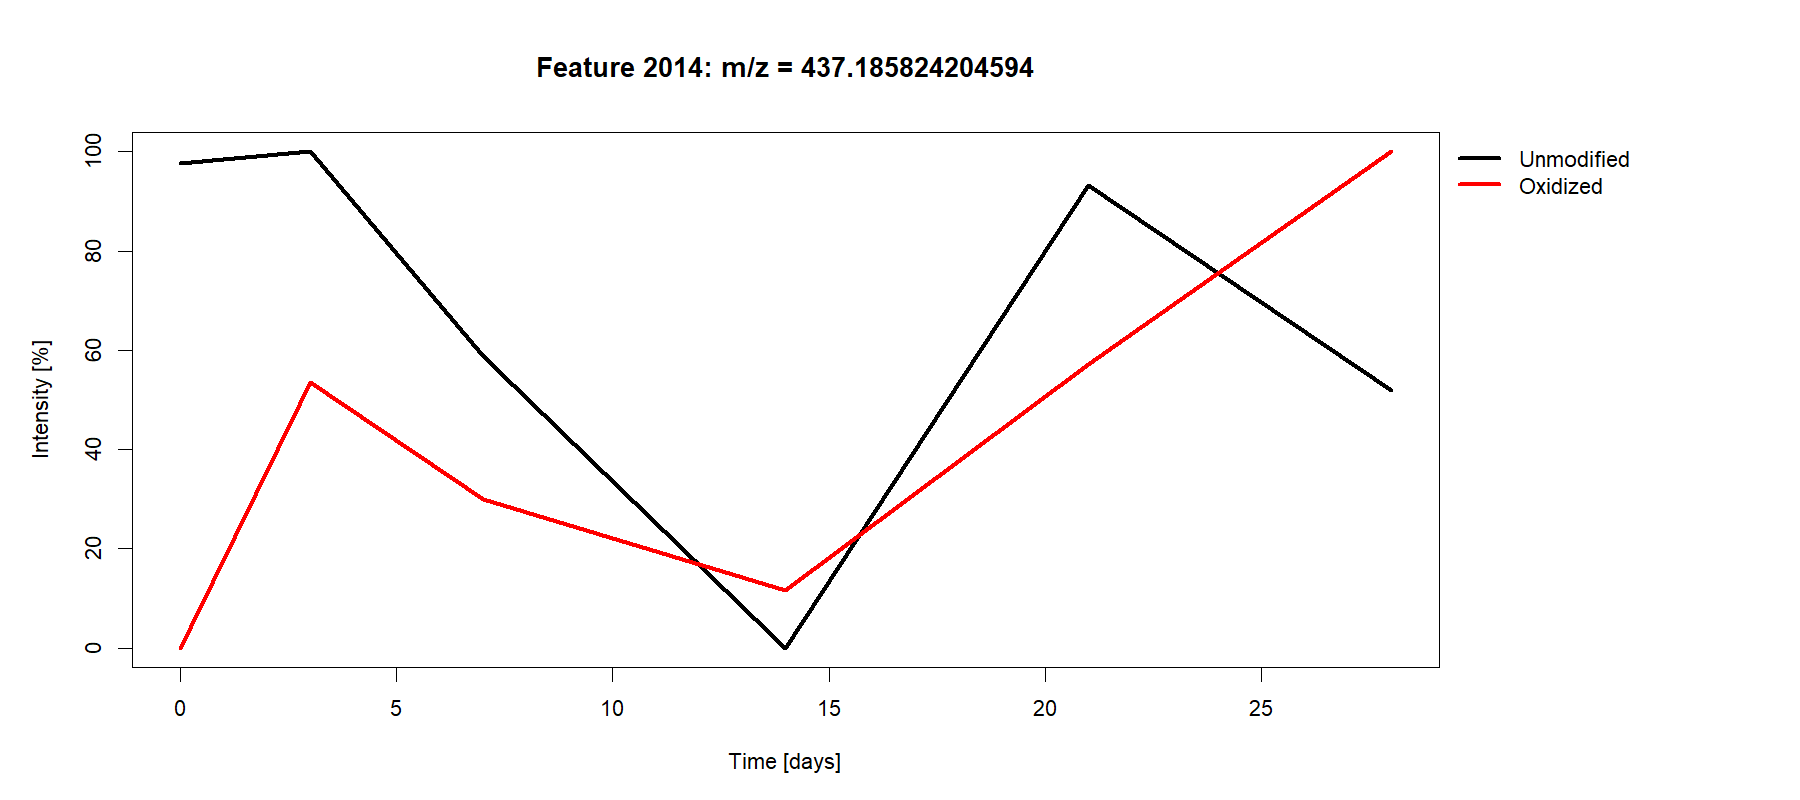 Feature 2014: m/z = 437.185824204594
Unmodified
Oxidized
Intensity [%]
100
80
60
40
20
0
0 5 10 15 20 25
Time [days]